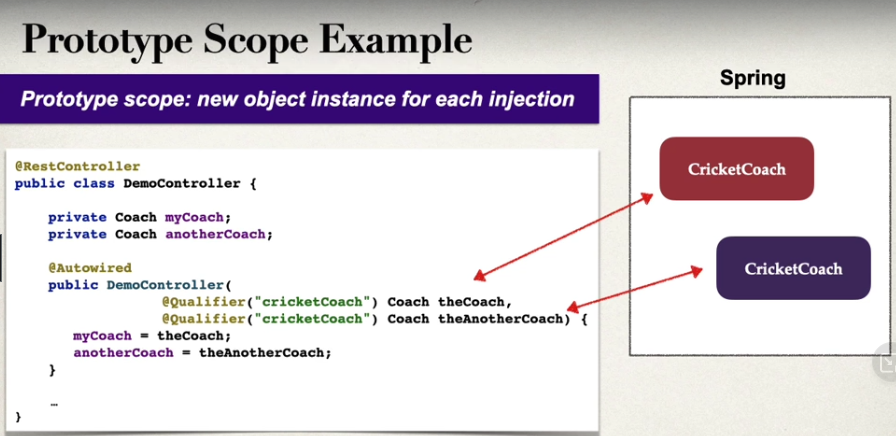 Prototype Scope Example
Prototype scope: new object instance for each injection
@RestController
public class DemoController {
private Coach myCoach;
private Coach anotherCoach;
@Autowired
public DemoController(
@Qualifier("cricketCoach") Coach theCoach,
@Qualifier("cricketCoach") Coach theAnotherCoach) {
myCoach = theCoach;
anotherCoach = theAnotherCoach;
}
…
}
Spring
CricketCoach
CricketCoach